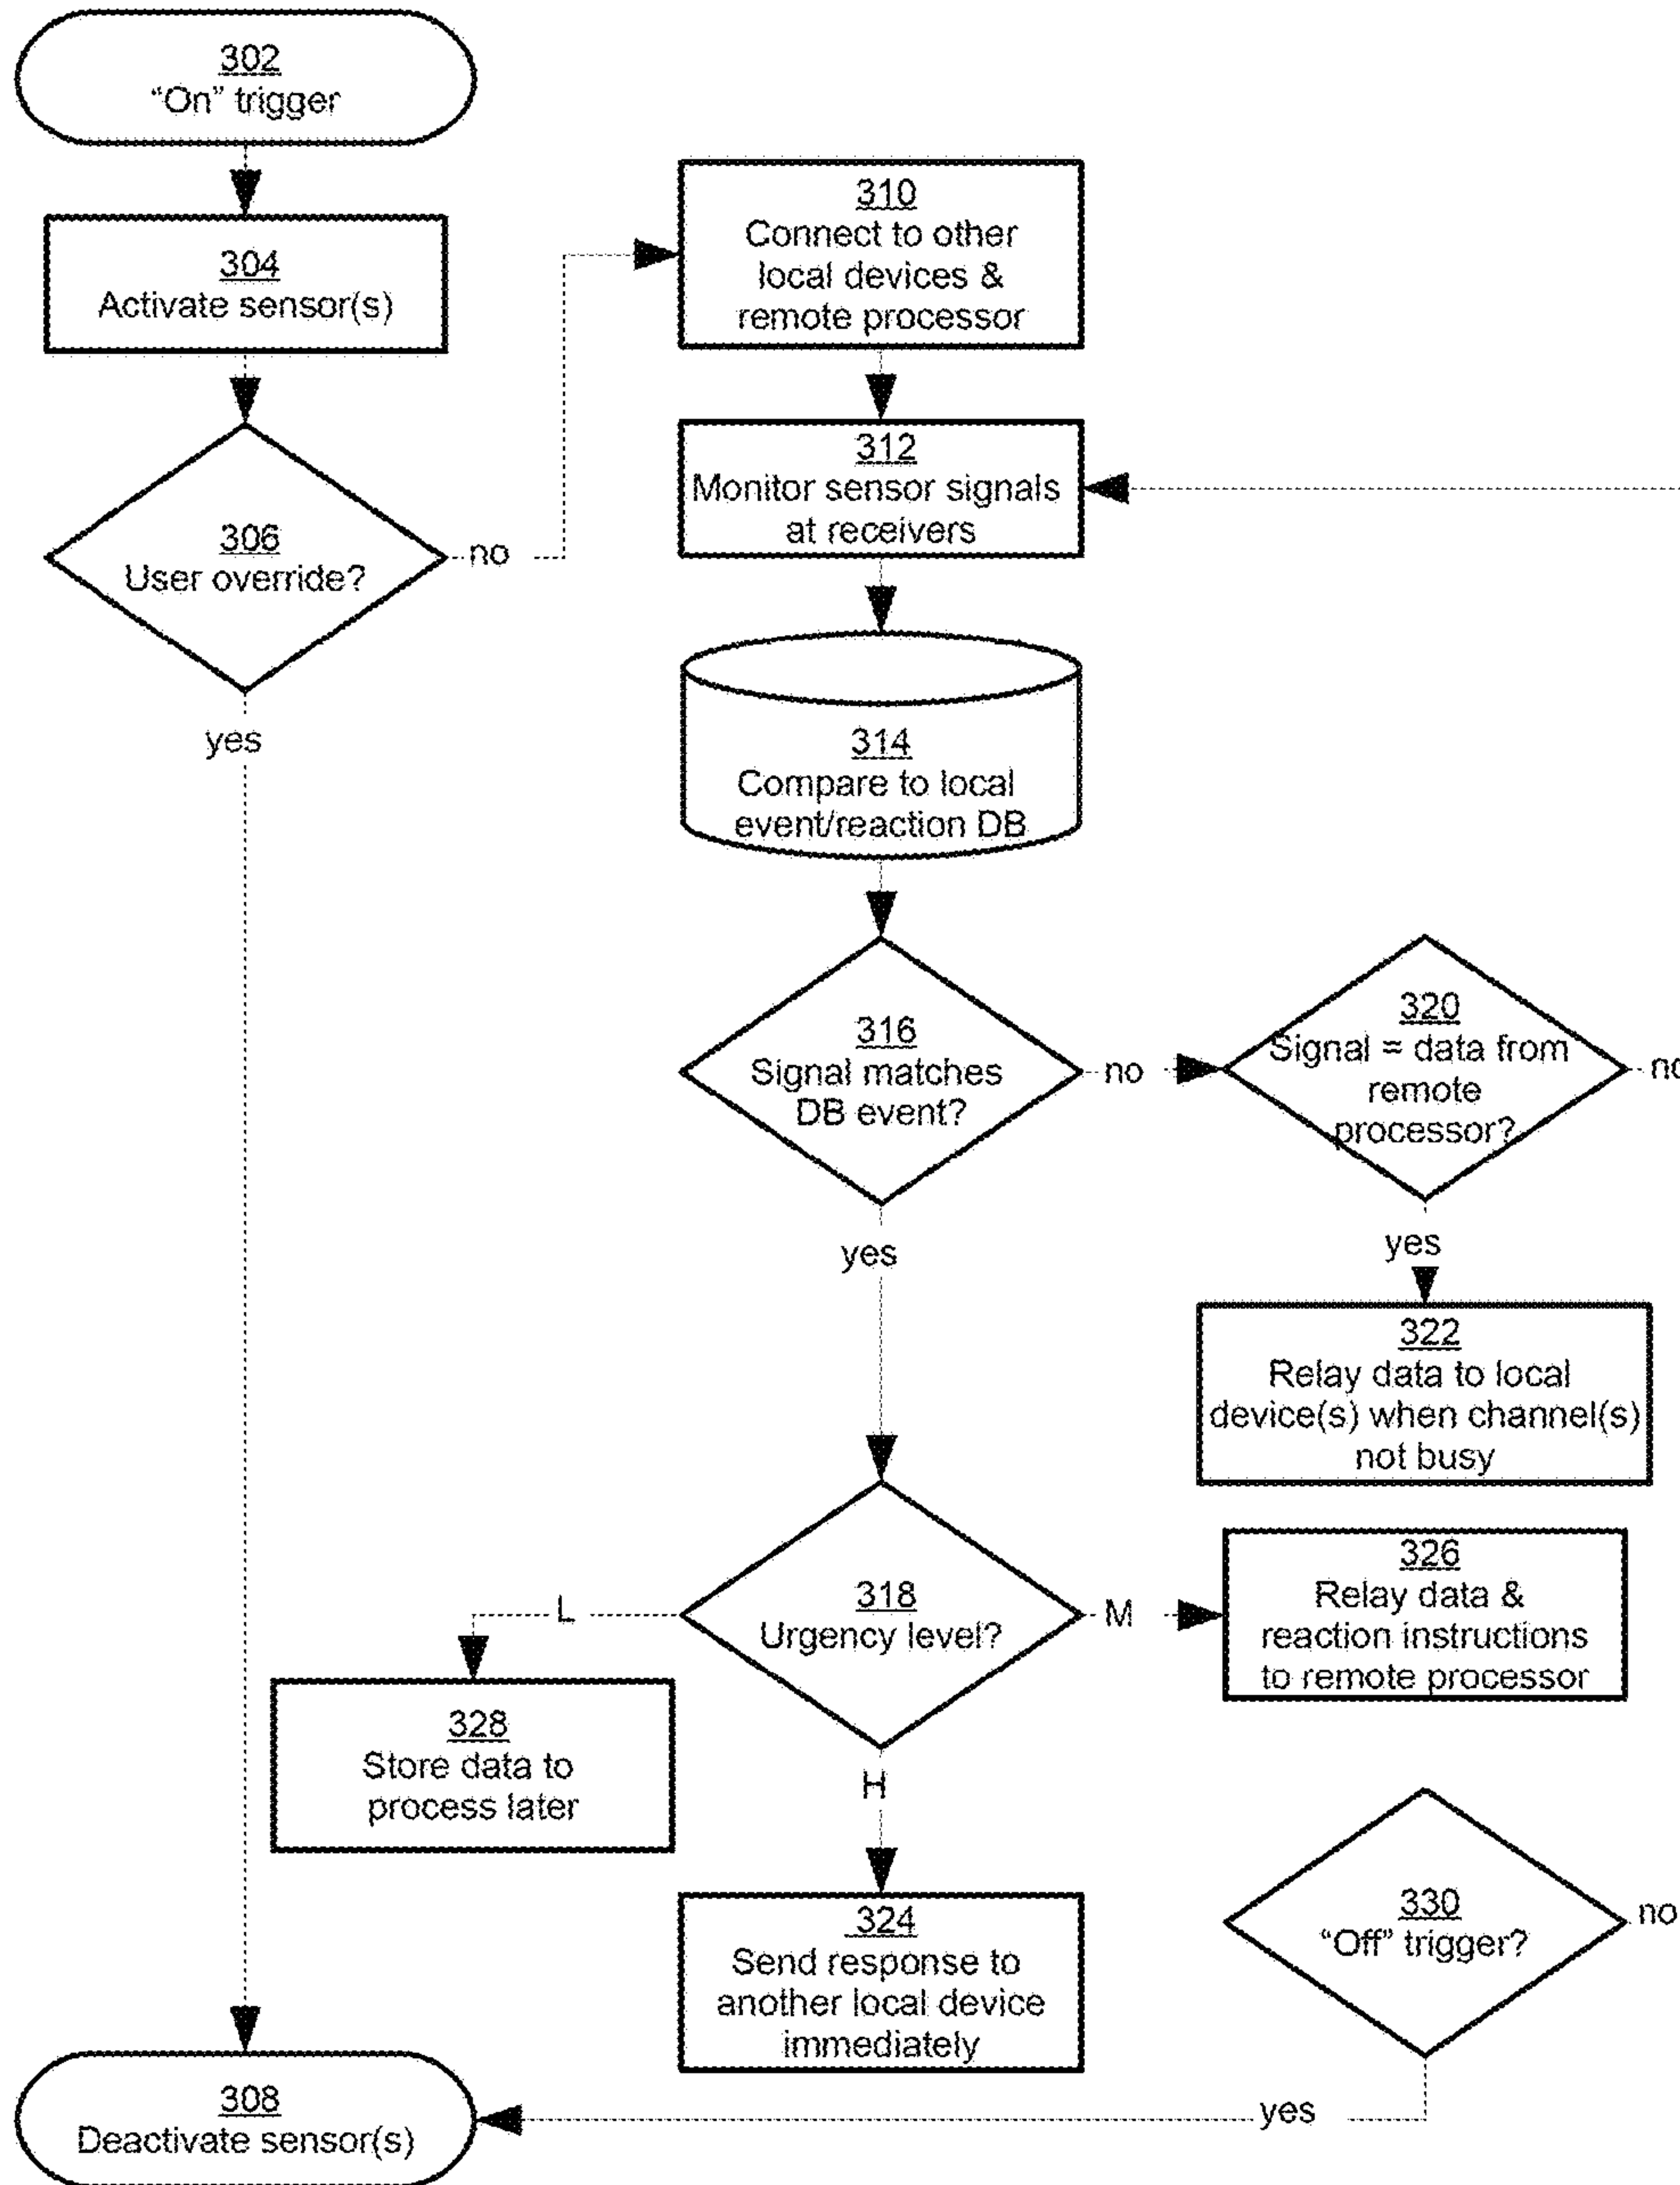 302
“On” trigger
304
Activate sensor(s)
306
User override?
no
yes
310
Connect to other
local devices &
remote processor
312
Monitor sensor signals
at receivers
314
Compare to local
event/reaction DB
316
Signal matches
DB event?
no
yes
320
Signal = data from
remote
processor?
no
yes
322
Relay data to local
device(s) when channel(s)
not busy
318
Urgency level?
L
M
H
326
Relay data &
reaction instructions
to remote processor
328
Store data to
process later
324
Send response to
another local device
immediately
330
“Off” trigger?
no
yes
308
Deactivate sensor(s)